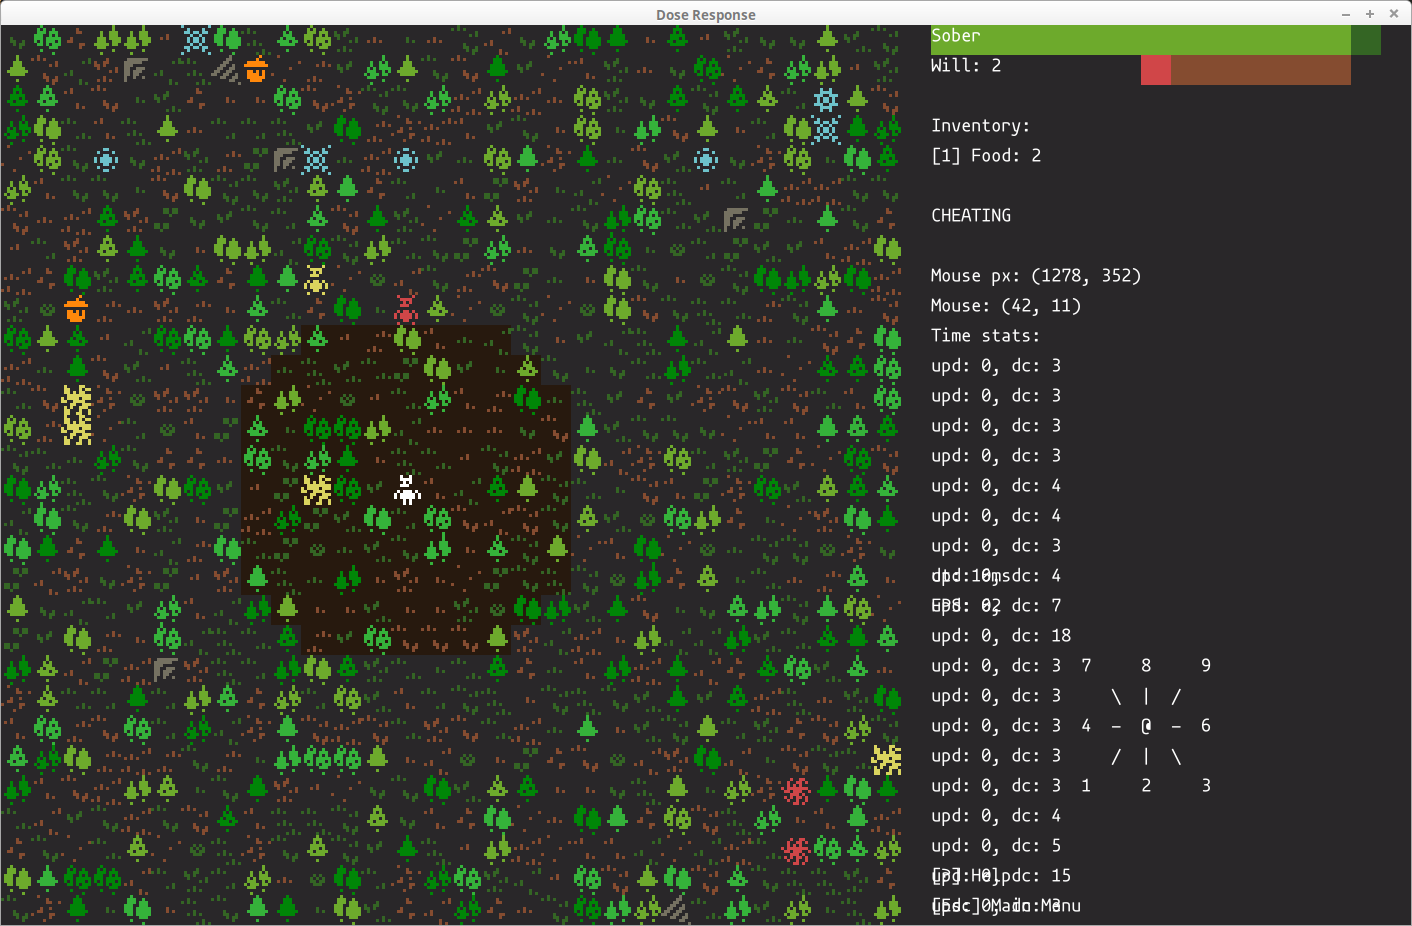 Dose Response
Sober
Will: 2
Inventory:
[1] Food: 2
CHEATING
Mouse px: (1278, 352)
Mouse: (42, 11)
Time stats:
upd: 0, dc: 3
upd: 0, dc: 3
upd: 0, dc: 3
upd: 0, dc: 3
upd: 0, dc: 4
upd: 0, dc: 4
upd: 0, dc: 3
upd: 0, dc: 4
upd: 0, dc: 7
upd: 0, dc: 18
upd: 0, dc: 3 7 8 9
upd: 0, dc: 3 \ | /
upd: 0, dc: 3 4 - @ - 6
upd: 0, dc: 3 / | \
upd: 0, dc: 3 1 2 3
upd: 0, dc: 4
upd: 0, dc: 5
upd: 0, dc: 15
[Esc] Main Menu